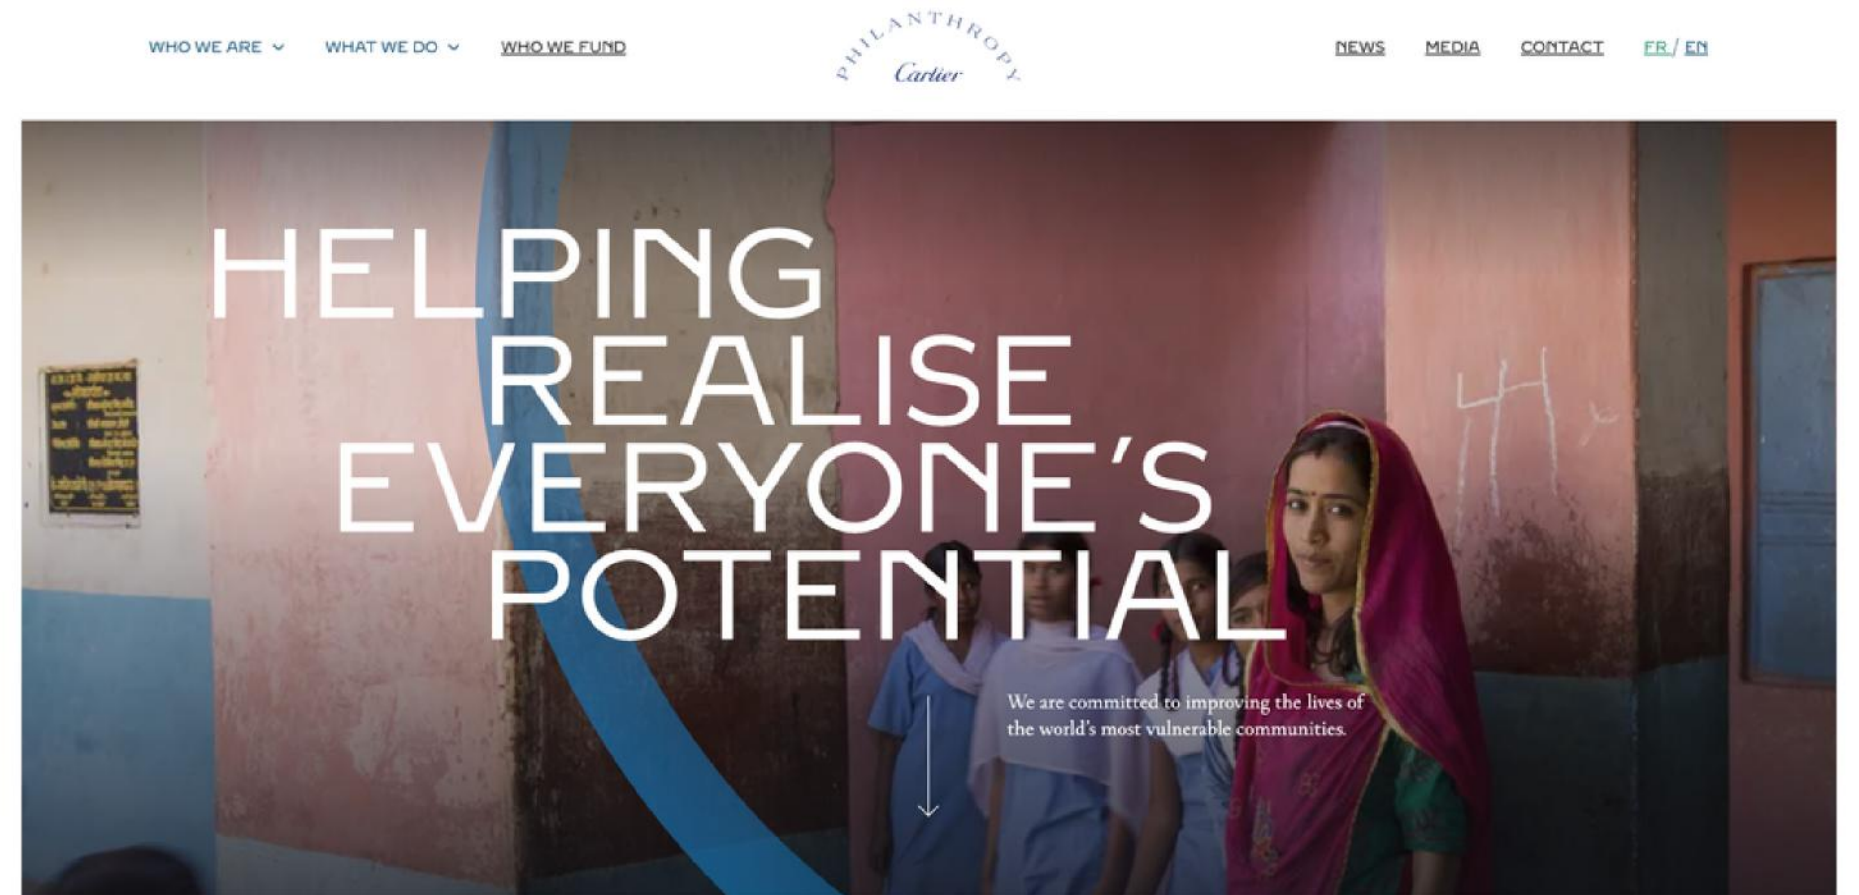 WHO WE ARE
WHAT WE DO
WHO WE FUND
PHILANTHROPY
Cartier
NEWS
MEDIA
CONTACT
FR / EN
HELPING
REALISE
EVERYONE'S
POTENTIAL
We are committed to improving the lives of
the world's most vulnerable communities.